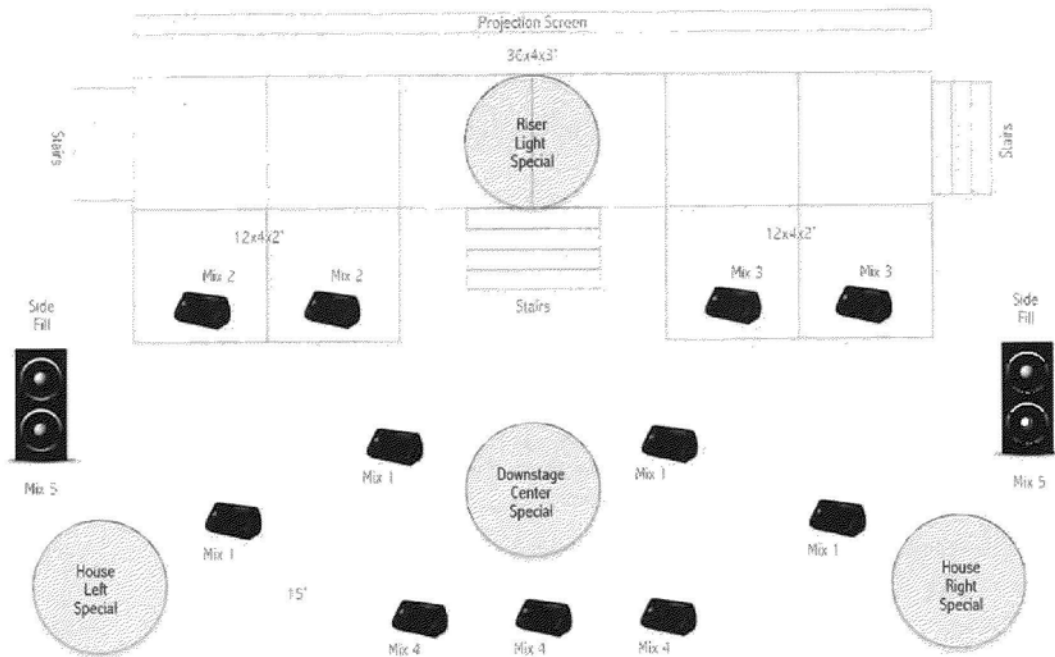 Projection Screen
36x4x3"
Riser
Light
Special
Stairs
Stairs
12x4x2"
12x4x2"
Mix 2
Mix 2
Mix 3
Mix 3
Stairs
Side
Fill
Side
Fill
Mix 1
Mix 1
Downstage
Center
Special
Mix 5
Mix 5
Mix 1
Mix 1
House
Left
Special
15'
House
Right
Special
Mix 4
Mix 4
Mix 4